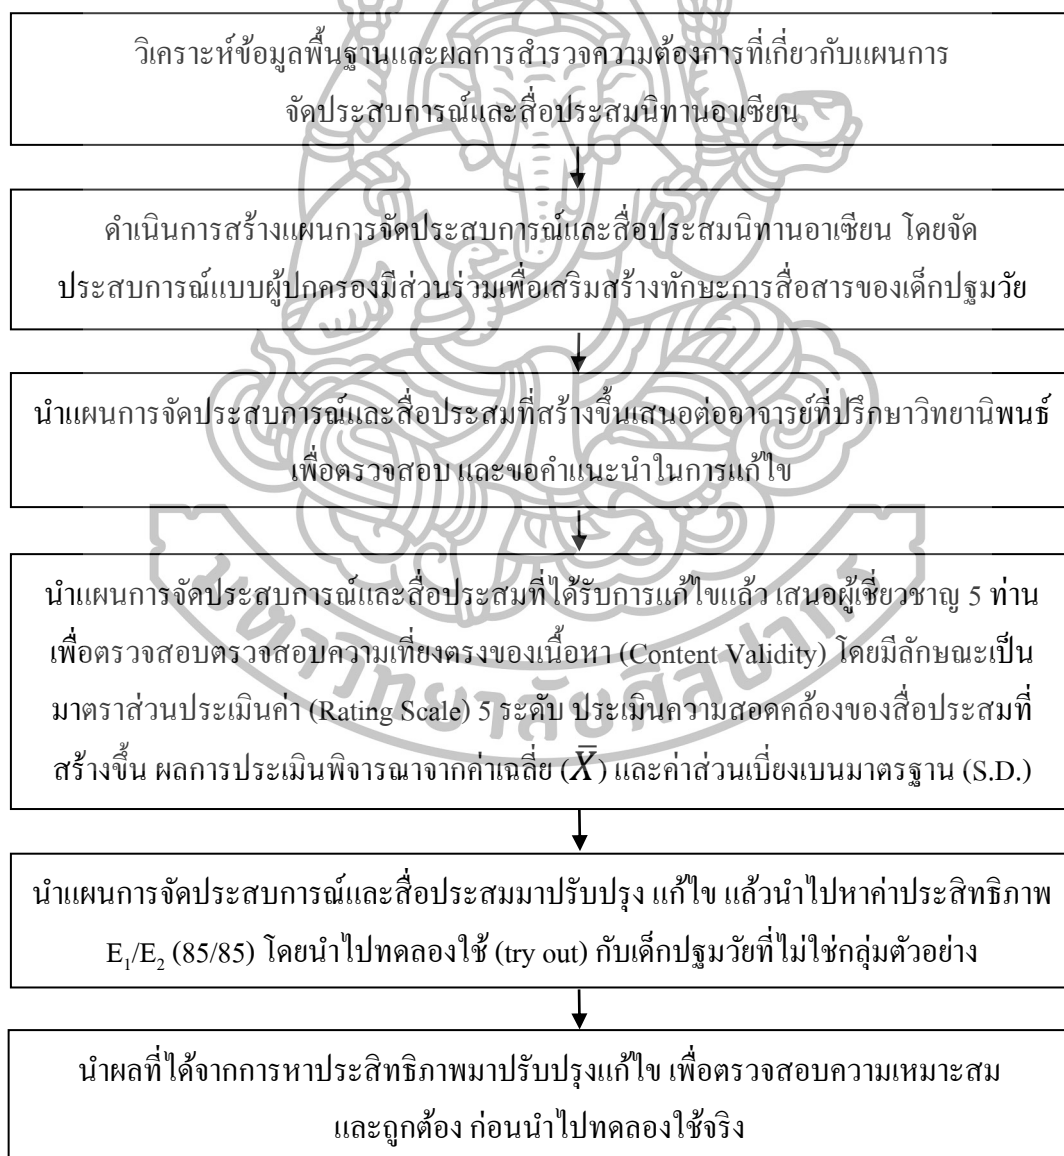 วิเคราะห์ข้อมูลพื้นฐานและผลการสำรวจความต้องการที่เกี่ยวกับแผนการ
จัดประสบการณ์และสื่อประสมนิทานอาเซียน
ดำเนินการสร้างแผนการจัดประสบการณ์และสื่อประสมนิทานอาเซียน โดยจัด
ประสบการณ์แบบผู้ปกครองมีส่วนร่วมเพื่อเสริมสร้างทักษะการสื่อสารของเด็กปฐมวัย
นำแผนการจัดประสบการณ์และสื่อประสมที่สร้างขึ้นเสนอต่ออาจารย์ที่ปรึกษาวิทยานิพนธ์
เพื่อตรวจสอบ และขอคำแนะนำในการแก้ไข
นำแผนการจัดประสบการณ์และสื่อประสมที่ได้รับการแก้ไขแล้ว เสนอผู้เชี่ยวชาญ 5 ท่าน
เพื่อตรวจสอบตรวจสอบความเที่ยงตรงของเนื้อหา (Content Validity) โดยมีลักษณะเป็น
มาตราส่วนประเมินค่า (Rating Scale) 5 ระดับ ประเมินความสอดคล้องของสื่อประสมที่
สร้างขึ้น ผลการประเมินพิจารณาจากค่าเฉลี่ย (X̅) และค่าส่วนเบี่ยงเบนมาตรฐาน (S.D.)
มหาวิทยาลัยศิลปากร
นำแผนการจัดประสบการณ์และสื่อประสมมาปรับปรุง แก้ไข แล้วนำไปหาค่าประสิทธิภาพ
E₁/E₂ (85/85) โดยนำไปทดลองใช้ (try out) กับเด็กปฐมวัยที่ไม่ใช่กลุ่มตัวอย่าง
นำผลที่ได้จากการหาประสิทธิภาพมาปรับปรุงแก้ไข เพื่อตรวจสอบความเหมาะสม
และถูกต้อง ก่อนนำไปทดลองใช้จริง